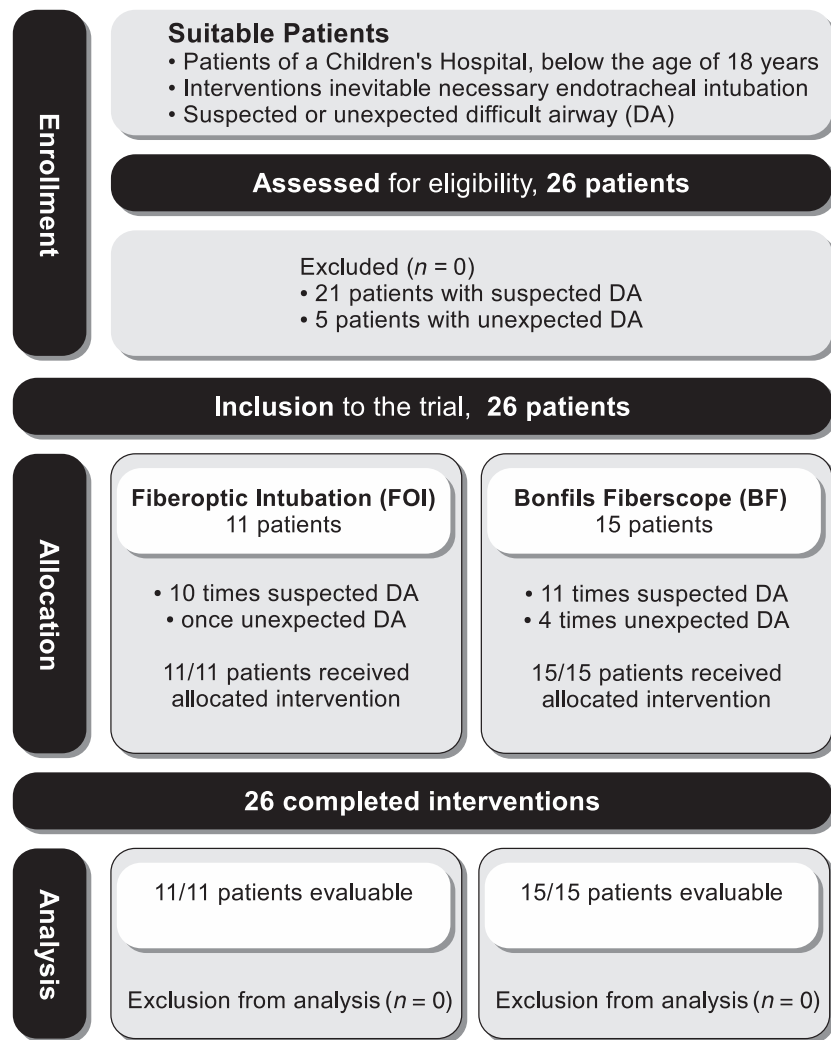 Enrollment
Suitable Patients
• Patients of a Children's Hospital, below the age of 18 years
• Interventions inevitable necessary endotracheal intubation
• Suspected or unexpected difficult airway (DA)
Assessed for eligibility, 26 patients
Excluded (n = 0)
• 21 patients with suspected DA
• 5 patients with unexpected DA
Inclusion to the trial, 26 patients
Allocation
Fiberoptic Intubation (FOI)
11 patients
• 10 times suspected DA
• once unexpected DA
11/11 patients received
allocated intervention
Bonfils Fiberscope (BF)
15 patients
• 11 times suspected DA
• 4 times unexpected DA
15/15 patients received
allocated intervention
26 completed interventions
Analysis
11/11 patients evaluable
Exclusion from analysis (n = 0)
15/15 patients evaluable
Exclusion from analysis (n = 0)